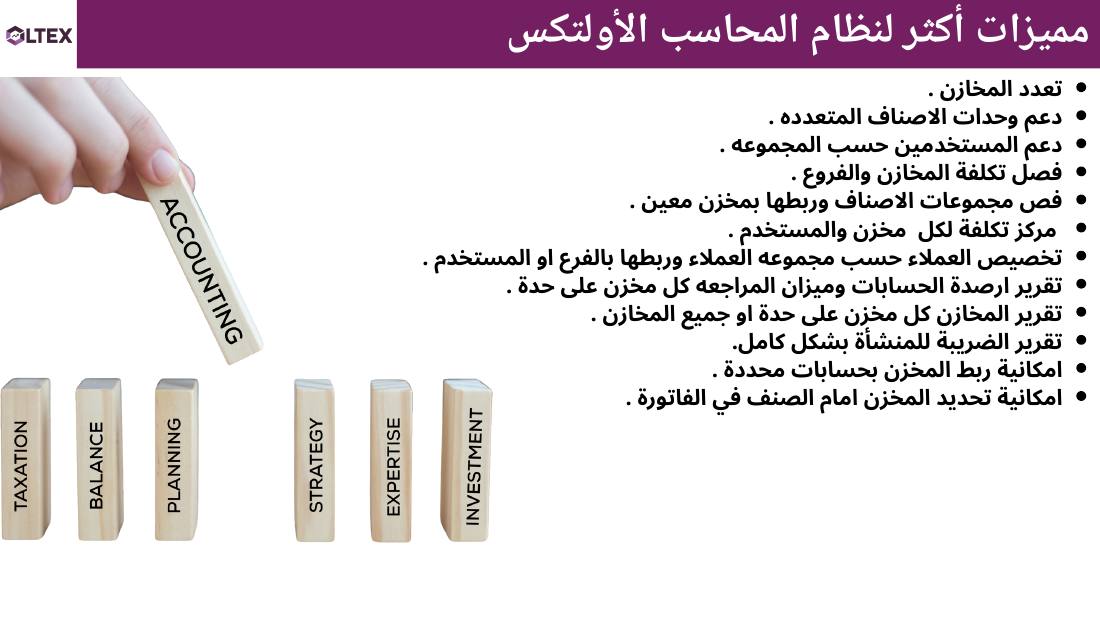 OLTEX
مميزات أكثر لنظام المحاسب الأولتكس
• تعدد المخازن .
• دعم وحدات الاصناف المتعدده .
• دعم المستخدمين حسب المجموعه .
• فصل تكلفة المخازن والفروع .
• فص مجموعات الاصناف وربطها بمخزن معين .
• مركز تكلفة لكل مخزن والمستخدم .
• تخصيص العملاء حسب مجموعه العملاء وربطها بالفرع او المستخدم .
• تقرير ارصدة الحسابات وميزان المراجعه كل مخزن على حدة .
• تقرير المخازن كل مخزن على حدة او جميع المخازن .
• تقرير الضريبة للمنشأة بشكل كامل.
• امكانية ربط المخزن بحسابات محددة .
• امكانية تحديد المخزن امام الصنف في الفاتورة .
ACCOUNTING
TAXATION
BALANCE
PLANNING
STRATEGY
EXPERTISE
INVESTMENT